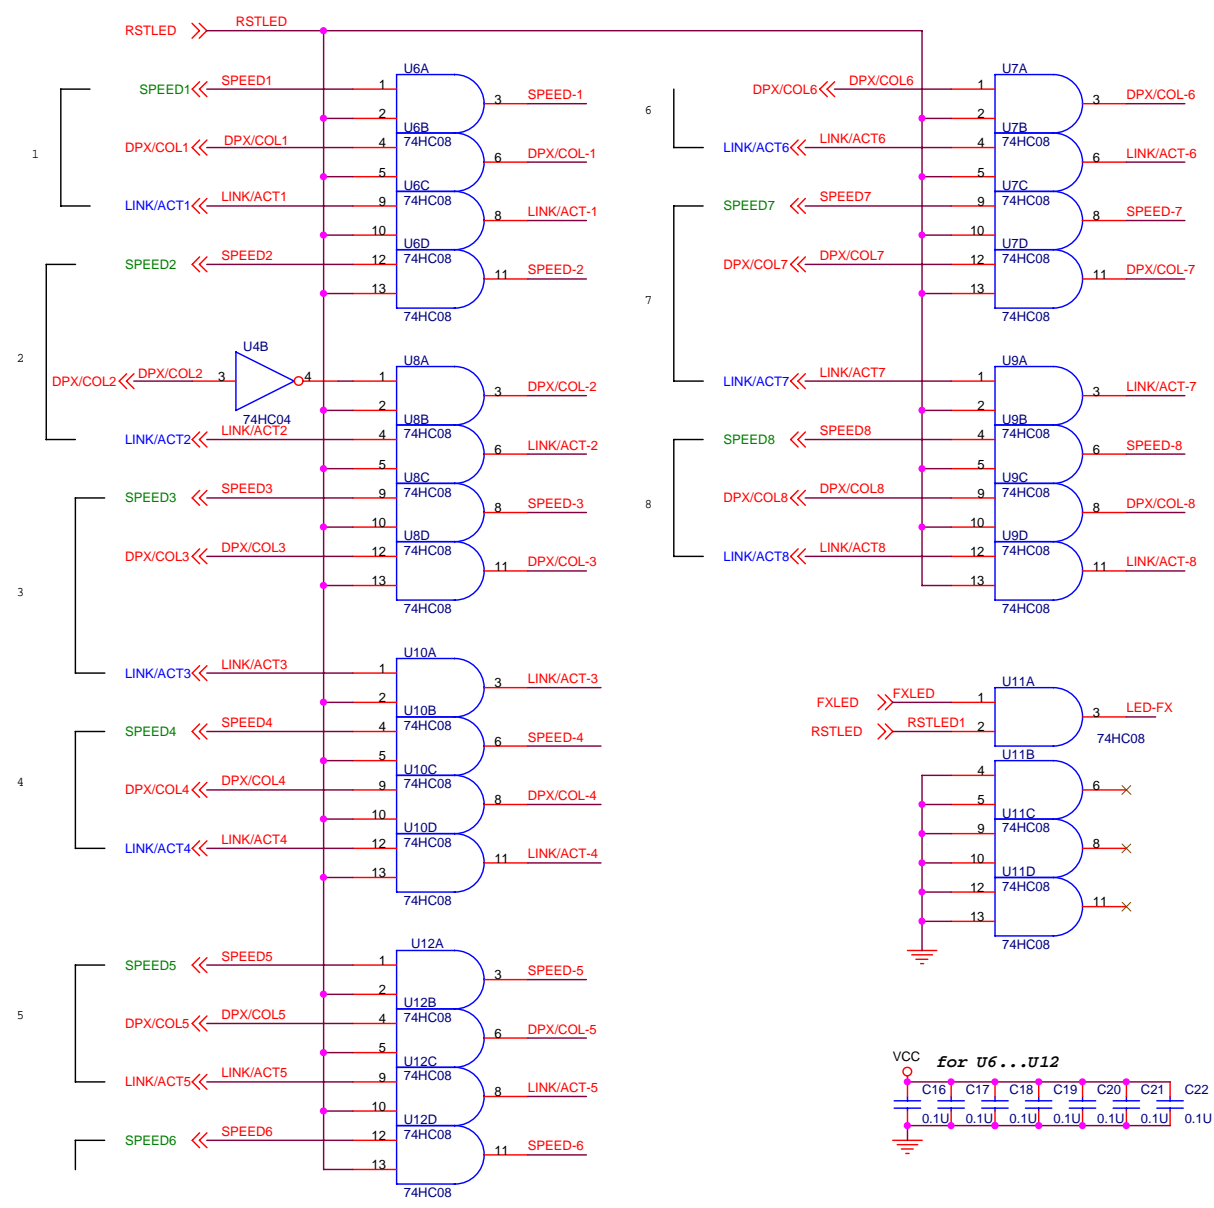 RSTLED RSTLED
1
SPEED1 SPEED1 1 2 U6A 74HC08 3 SPEED-1
DPX/COL1 DPX/COL1 4 5 U6B 74HC08 6 DPX/COL-1
LINK/ACT1 LINK/ACT1 9 10 U6C 74HC08 8 LINK/ACT-1
2
SPEED2 SPEED2 12 13 U6D 74HC08 11 SPEED-2
DPX/COL2 DPX/COL2 3 U4B 74HC04 4 1 2 U8A 74HC08 3 DPX/COL-2
LINK/ACT2 LINK/ACT2 4 5 U8B 74HC08 6 LINK/ACT-2
3
SPEED3 SPEED3 9 10 U8C 74HC08 8 SPEED-3
DPX/COL3 DPX/COL3 12 13 U8D 74HC08 11 DPX/COL-3
LINK/ACT3 LINK/ACT3 1 2 U10A 74HC08 3 LINK/ACT-3
4
SPEED4 SPEED4 4 5 U10B 74HC08 6 SPEED-4
DPX/COL4 DPX/COL4 9 10 U10C 74HC08 8 DPX/COL-4
LINK/ACT4 LINK/ACT4 12 13 U10D 74HC08 11 LINK/ACT-4
5
SPEED5 SPEED5 1 2 U12A 3 SPEED-5
DPX/COL5 DPX/COL5 4 5 U12B 6 DPX/COL-5
LINK/ACT5 LINK/ACT5 9 10 U12C 8 LINK/ACT-5
SPEED6 SPEED6 12 13 U12D 74HC08 11 SPEED-6
6
DPX/COL6 DPX/COL6 1 2 U7A 74HC08 3 DPX/COL-6
LINK/ACT6 LINK/ACT6 4 5 U7B 74HC08 6 LINK/ACT-6
7
SPEED7 SPEED7 9 10 U7C 74HC08 8 SPEED-7
DPX/COL7 DPX/COL7 12 13 U7D 74HC08 11 DPX/COL-7
LINK/ACT7 LINK/ACT7 1 2 U9A 74HC08 3 LINK/ACT-7
8
SPEED8 SPEED8 4 5 U9B 74HC08 6 SPEED-8
DPX/COL8 DPX/COL8 9 10 U9C 74HC08 8 DPX/COL-8
LINK/ACT8 LINK/ACT8 12 13 U9D 74HC08 11 LINK/ACT-8
FXLED FXLED 1 U11A 3 LED-FX
RSTLED RSTLED1 2 74HC08
4 5 U11B 74HC08 6
9 10 U11C 74HC08 8
12 13 U11D 74HC08 11
VCC for U6...U12
C16 C17 C18 C19 C20 C21 C22
0.1U 0.1U 0.1U 0.1U 0.1U 0.1U 0.1U